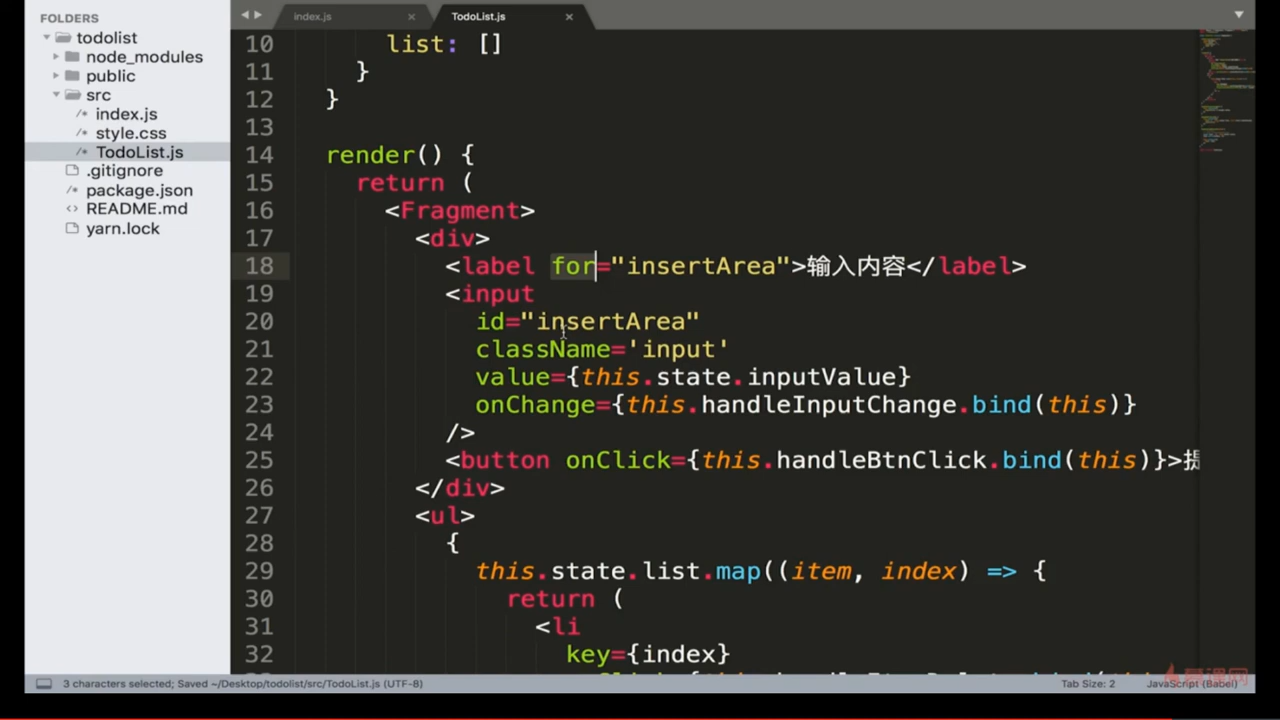 FOLDERS
todolist
node_modules
public
src
index.js
style.css
TodoList.js
.gitignore
package.json
README.md
yarn.lock
index.js
TodoList.js
10 list: []
11 }
12 }
13
14 render() {
15 return (
16 <Fragment>
17 <div>
18 <label for="insertArea">输入内容</label>
19 <input
20 id="insertArea"
21 className='input'
22 value={this.state.inputValue}
23 onChange={this.handleInputChange.bind(this)}
24 />
25 <button onClick={this.handleBtnClick.bind(this)}>
26 </div>
27 <ul>
28 {
29 this.state.list.map((item, index) => {
30 return (
31 <li
32 key={index}
3 characters selected; Saved ~/Desktop/todolist/src/TodoList.js (UTF-8)
Tab Size: 2
JavaScript (Babel)